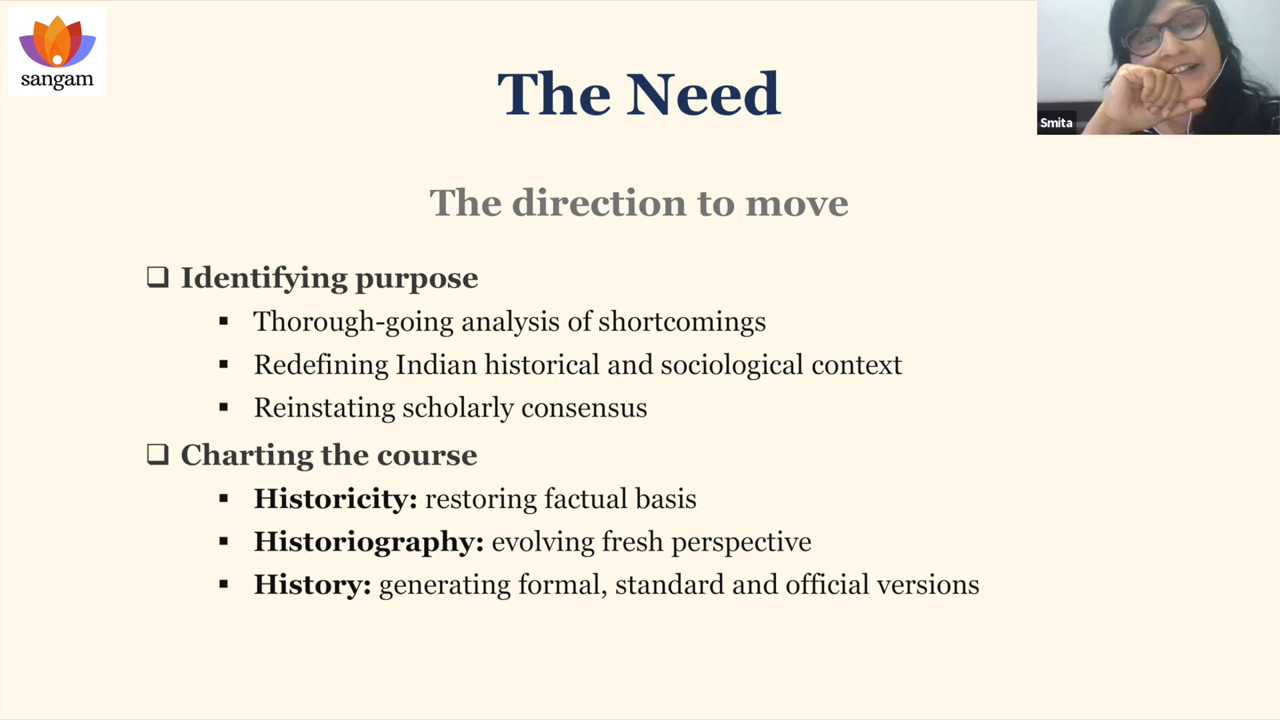 sangam
The Need
Smita
The direction to move
❑ Identifying purpose
▪ Thorough-going analysis of shortcomings
▪ Redefining Indian historical and sociological context
▪ Reinstating scholarly consensus
❑ Charting the course
▪ Historicity: restoring factual basis
▪ Historiography: evolving fresh perspective
▪ History: generating formal, standard and official versions